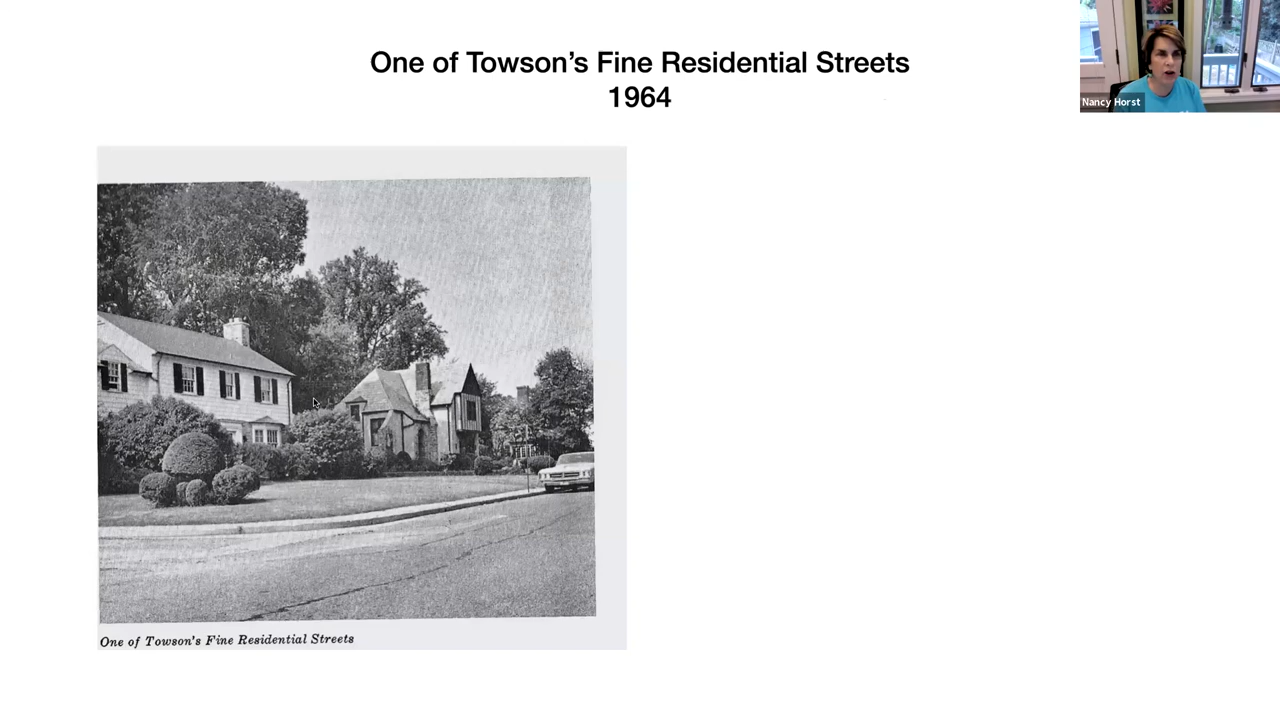 One of Towson's Fine Residential Streets
1964
Nancy Horst
One of Towson's Fine Residential Streets